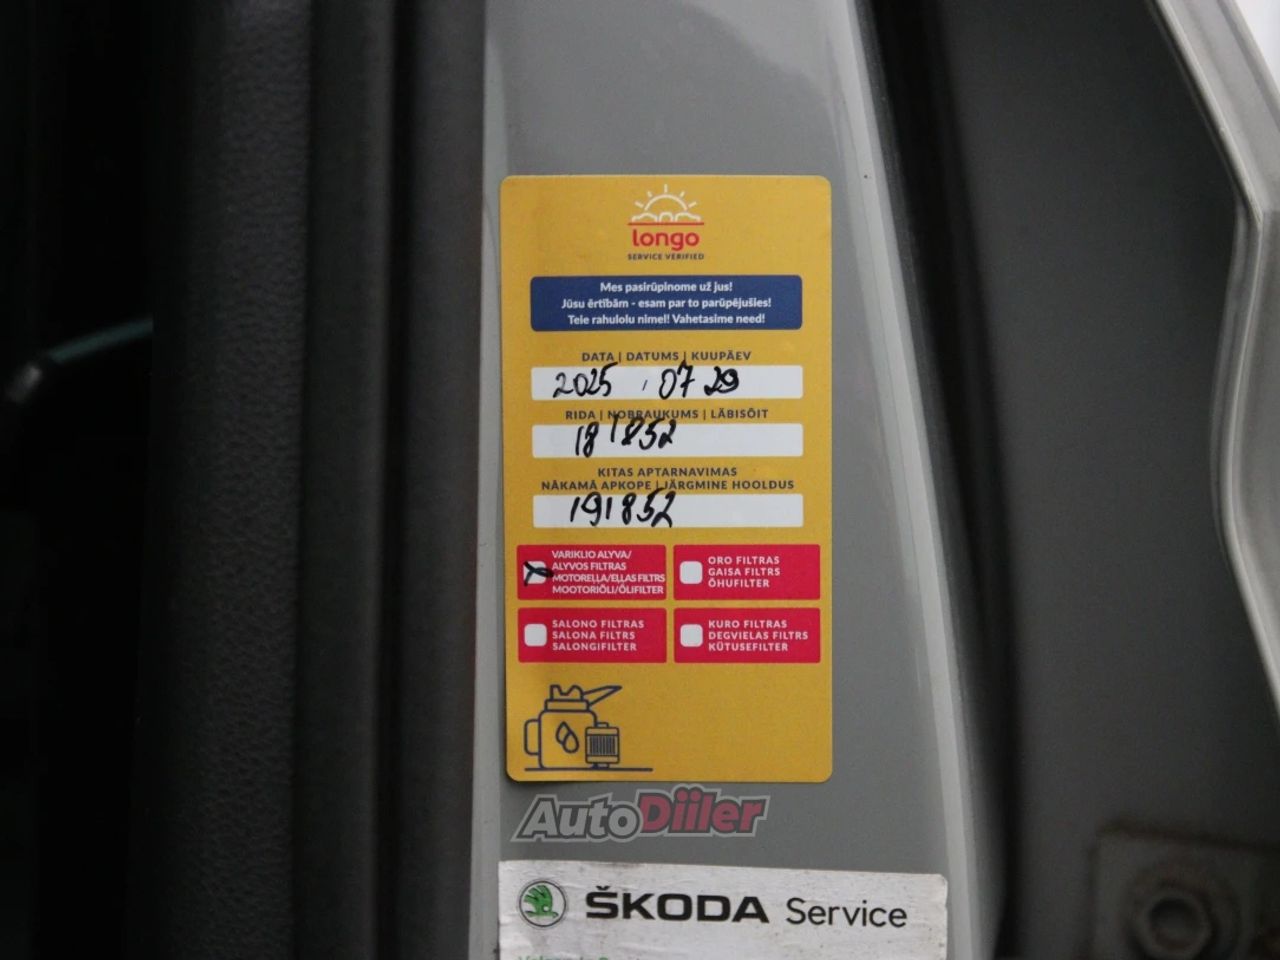 longo
SERVICE VERIFIED
Mes pasirūpinome už jus!
Jūsu ērtībām - esam par to parūpējušies!
Teie rahulolu nimel! Vahetasime need!
DATA | DATUMS | KUUPÄEV
2025 . 07 29
RIDA | NOBRAUKUMS | LÄBISÕIT
181852
KITAS APTARNAVIMAS
NĀKAMĀ APKOPE | JÄRGMINE HOOLDUS
191852
VARIKLIO ALYVA/
ALYVOS FILTRAS
MOTOREĻĻA/EĻĻAS FILTRS
MOOTORIÕLI/ÕLIFILTER
ORO FILTRAS
GAISA FILTRS
ÕHUFILTER
SALONO FILTRAS
SALONA FILTRS
SALONGIFILTER
KURO FILTRAS
DEGVIELAS FILTRS
KÜTUSEFILTER
AutoDiiler
ŠKODA Service